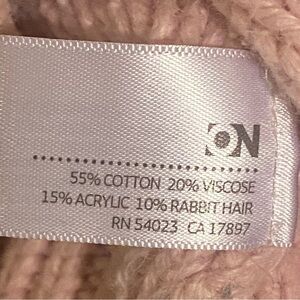 ON
55% COTTON 20% VISCOSE
15% ACRYLIC 10% RABBIT HAIR
RN 54023 CA 17897